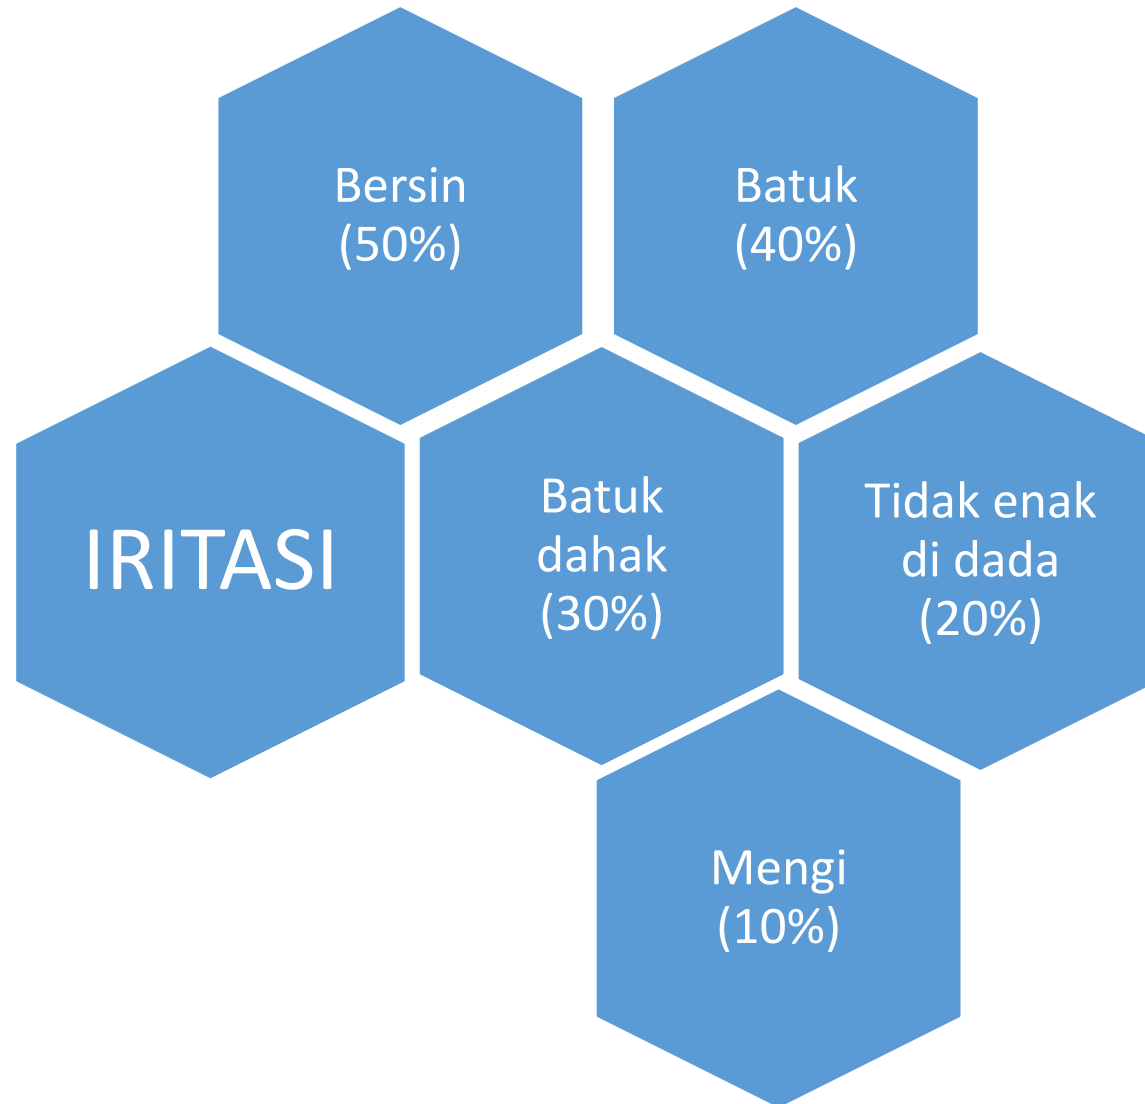 Bersin
(50%)
Batuk
(40%)
IRITASI
Batuk
dahak
(30%)
Tidak enak
di dada
(20%)
Mengi
(10%)